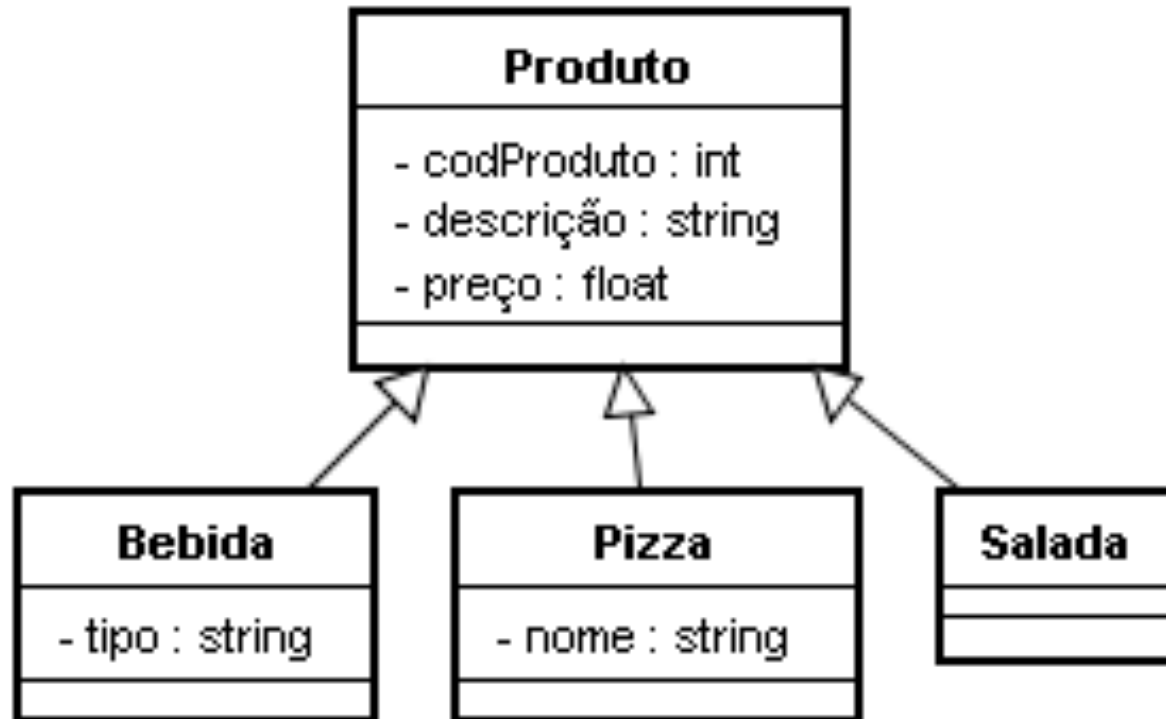 Produto
- codProduto : int
- descrição : string
- preço : float
Bebida
- tipo : string
Pizza
- nome : string
Salada